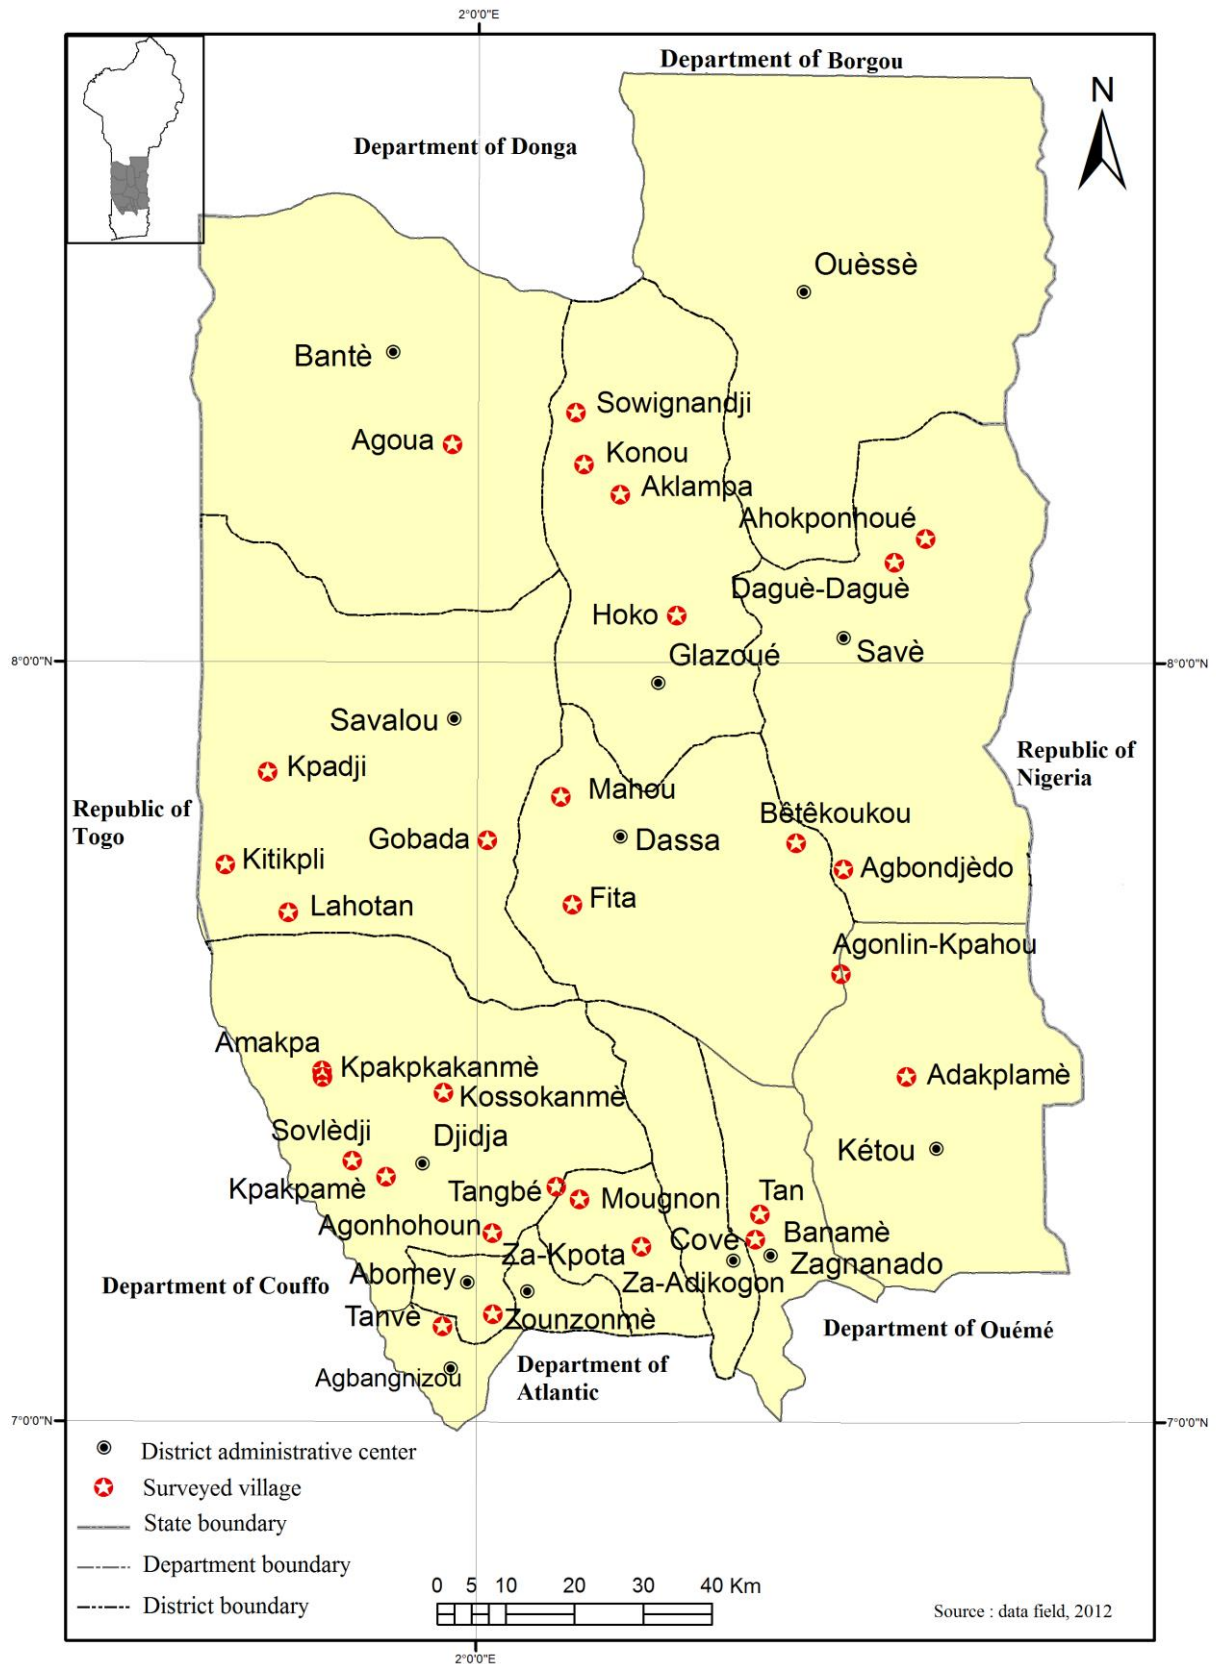 2°0'0"E
Department of Borgou
N
Department of Donga
Ouèssè
Bantè
Sowignandji
Agoua
Konou
Aklampa
Ahokponhoué
Daguè-Daguè
Hoko
Glazoué
Savè
8°0'0"N
8°0'0"N
Savalou
Kpadji
Republic of
Nigeria
Mahou
Republic of
Togo
Bêtêkoukou
Gobada
Dassa
Kitikpli
Agbondjèdo
Lahotan
Fita
Agonlin-Kpahou
Amakpa
Kpakpkakanmè
Adakplamè
Kossokanmè
Sovlèdji
Djidja
Kétou
Kpakpamè
Tangbé
Mougnon
Tan
Agonhohoun
Covè
Banamè
Za-Kpota
Zagnanado
Department of Couffo
Abomey
Za-Adikogon
Tanvè
Zounzonmè
Department of Ouémé
Department of
Atlantic
Agbangnizou
7°0'0"N
7°0'0"N
District administrative center
Surveyed village
State boundary
Department boundary
District boundary
0 5 10 20 30 40 Km
Source : data field, 2012
2°0'0"E